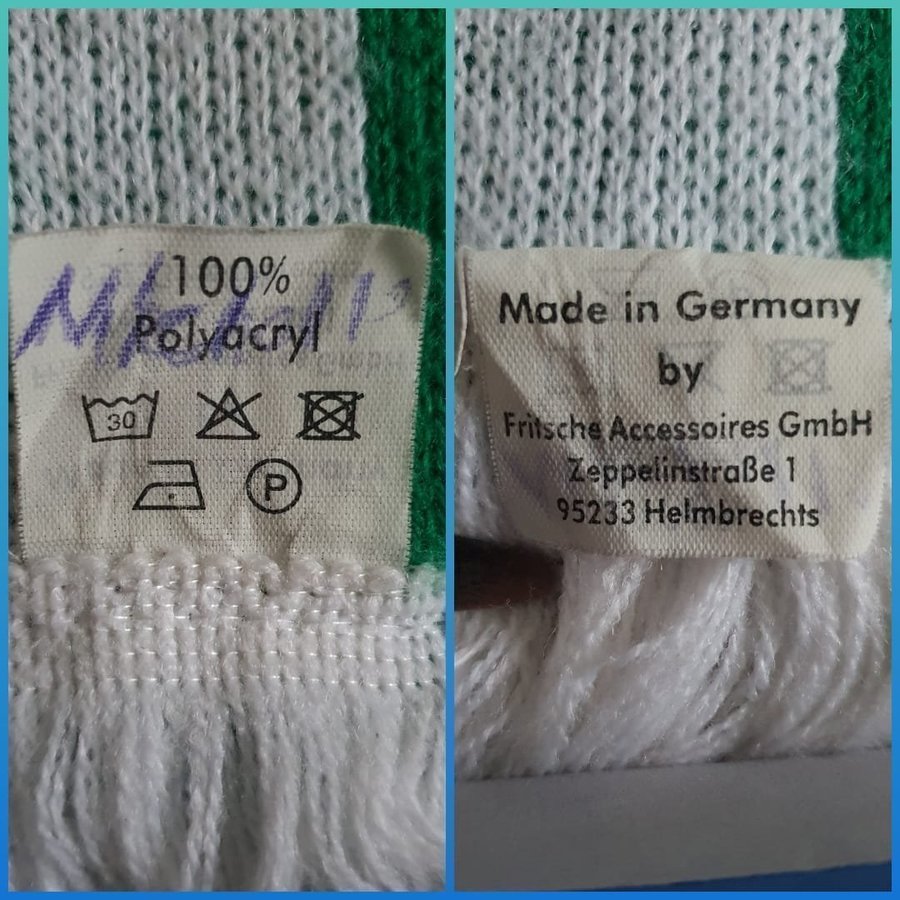 100%
Polyacryl
30
P
Made in Germany
by
Fritsche Accessoires GmbH
Zeppelinstraße 1
95233 Helmbrechts